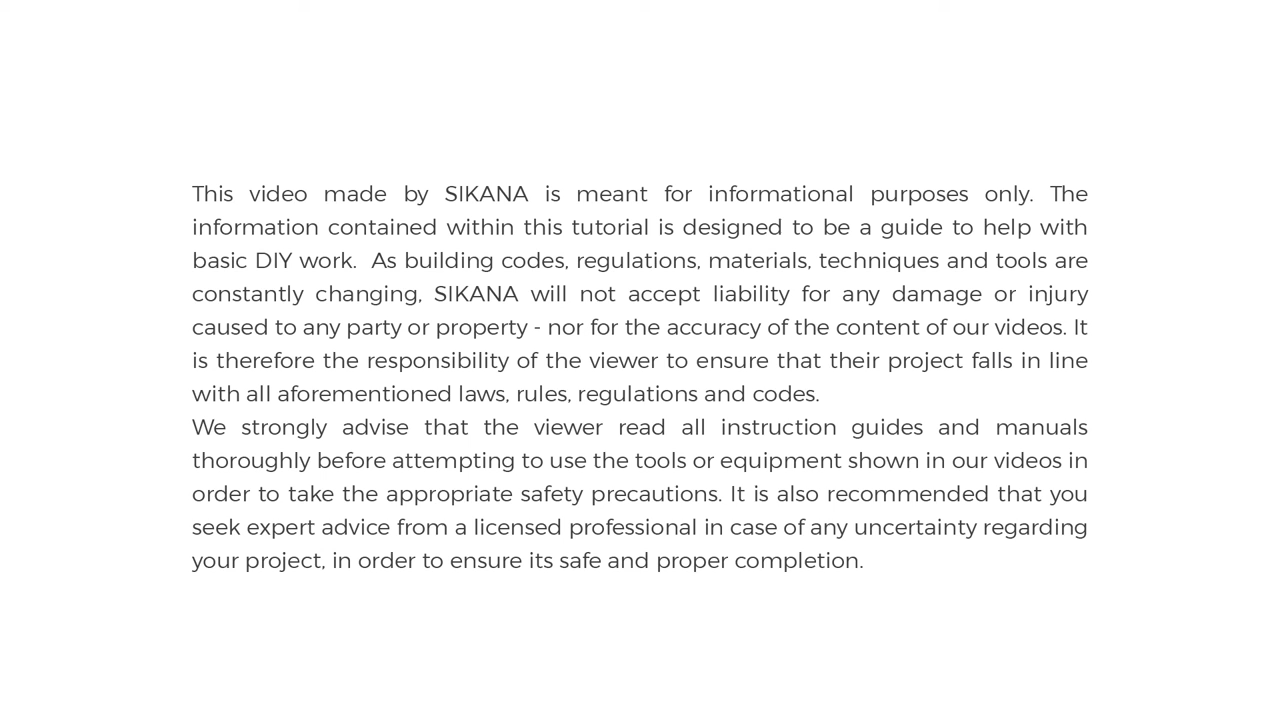 This video made by SIKANA is meant for informational purposes only. The
information contained within this tutorial is designed to be a guide to help with
basic DIY work.  As building codes, regulations, materials, techniques and tools are
constantly changing, SIKANA will not accept liability for any damage or injury
caused to any party or property - nor for the accuracy of the content of our videos. It
is therefore the responsibility of the viewer to ensure that their project falls in line
with all aforementioned laws, rules, regulations and codes.
We strongly advise that the viewer read all instruction guides and manuals
thoroughly before attempting to use the tools or equipment shown in our videos in
order to take the appropriate safety precautions. It is also recommended that you
seek expert advice from a licensed professional in case of any uncertainty regarding
your project, in order to ensure its safe and proper completion.